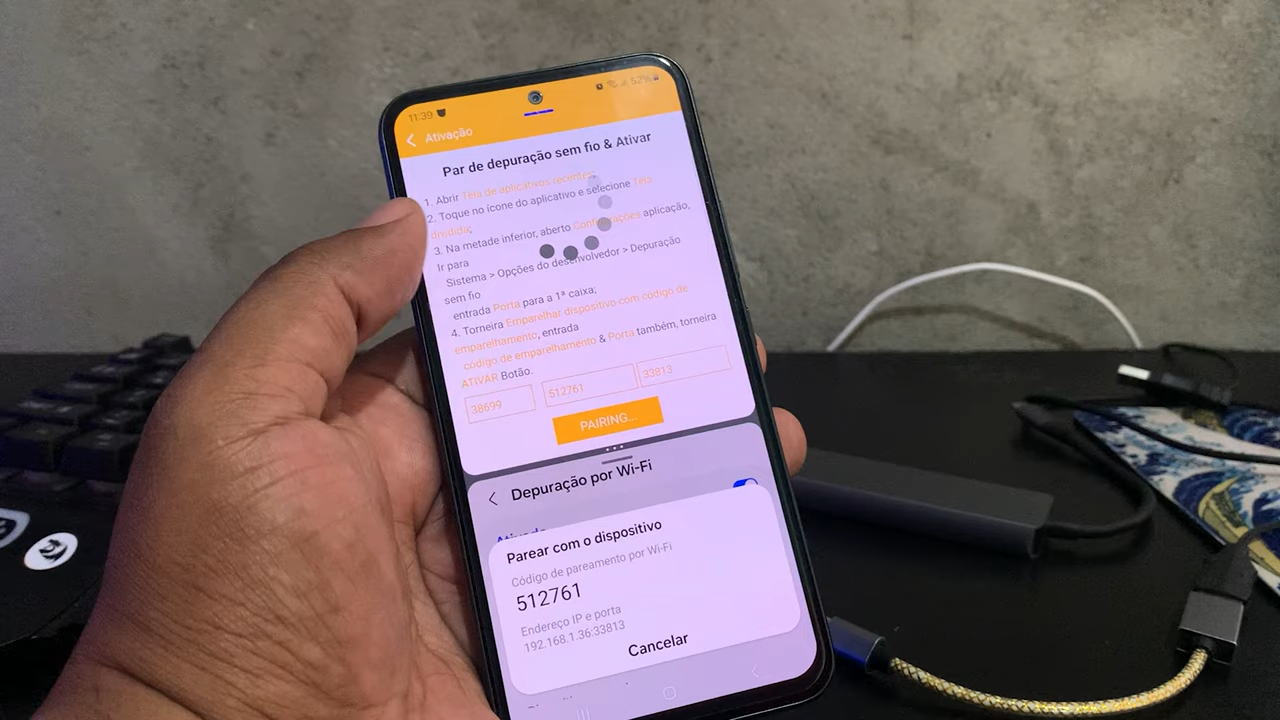 11:39
52%
Ativação
Par de depuração sem fio & Ativar
1. Abrir Tela de aplicativos recentes;
2. Toque no ícone do aplicativo e selecione Tela
dividida;
3. Na metade inferior, aberto Configurações aplicação,
Ir para
Sistema > Opções do desenvolvedor > Depuração
sem fio
entrada Porta para a 1ª caixa;
4. Torneira Emparelhar dispositivo com código de
emparelhamento, entrada
código de emparelhamento & Porta também, torneira
ATIVAR Botão.
38699 512761 33813
PAIRING...
Depuração por Wi-Fi
Parear com o dispositivo
Código de pareamento por Wi-Fi
512761
Endereço IP e porta
192.168.1.36:33813
Cancelar